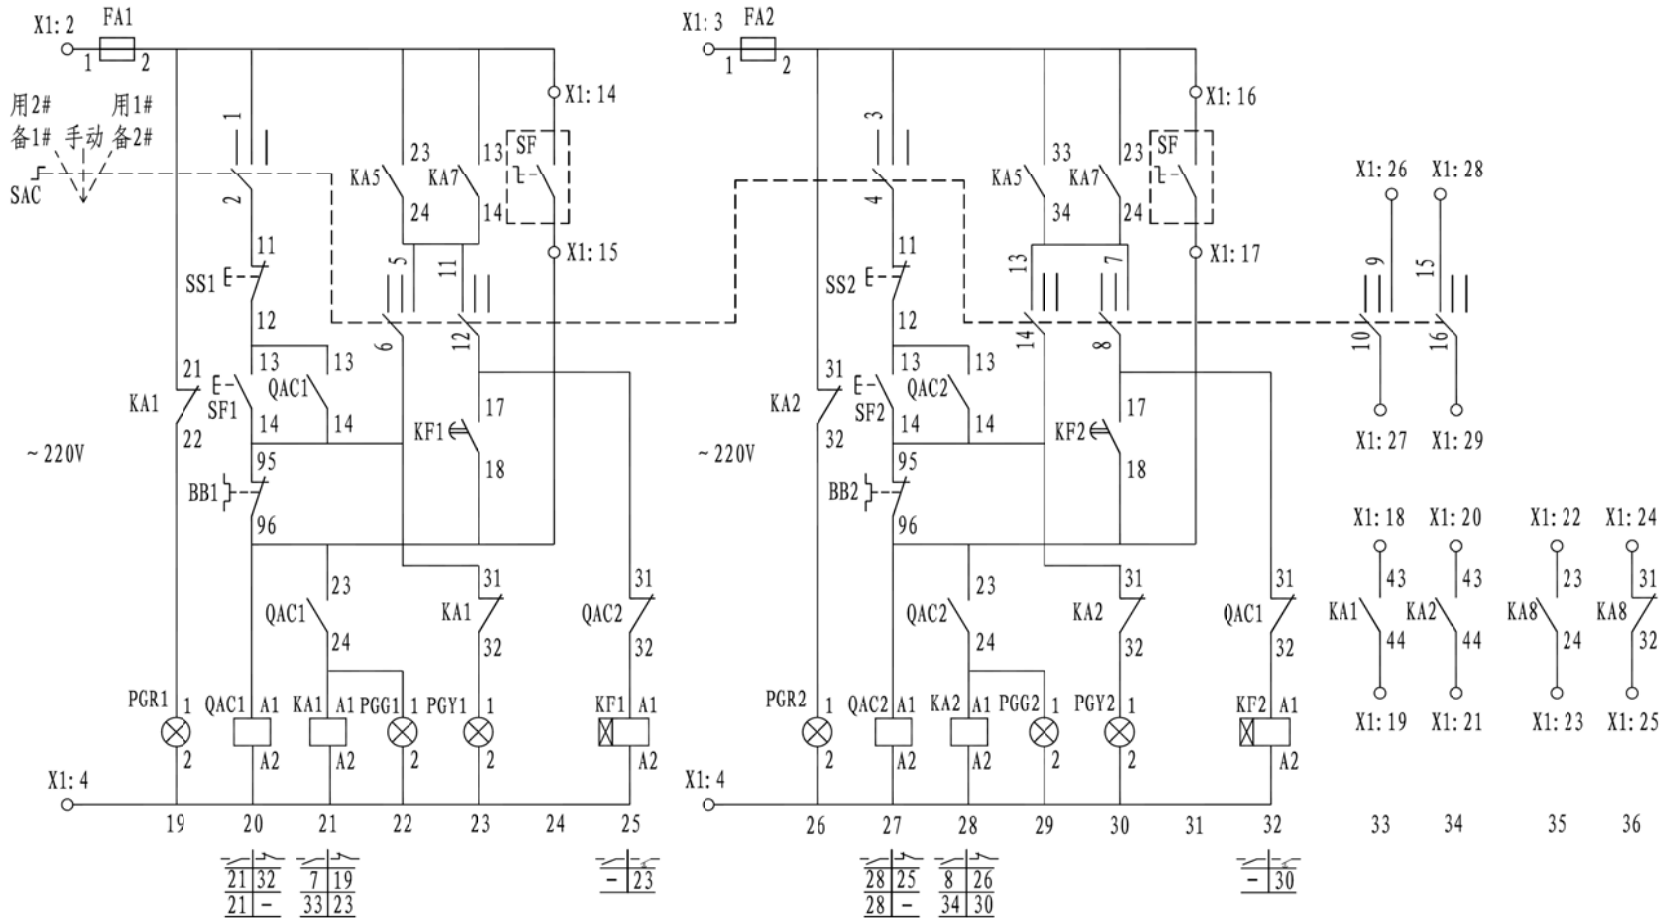 X1:2
FA1
1
2
X1:3
FA2
1
2
用2#
备1#
手动
用1#
备2#
SAC
1
2
11
SS1
12
13
SF1
14
13
QAC1
14
21
KA1
22
~220V
95
BB1
96
23
KA5
24
13
KA7
14
X1:14
SF
X1:15
5
6
11
12
17
KF1
18
23
QAC1
24
31
KA1
32
31
QAC2
32
PGR1
1
2
QAC1
A1
A2
KA1
A1
A2
PGG1
1
2
PGY1
1
2
KF1
A1
A2
X1:4
19
20
21
22
23
24
25
21
32
21
-
7
19
33
23
-
23
3
4
11
SS2
12
13
SF2
14
13
QAC2
14
31
KA2
32
~220V
95
BB2
96
33
KA5
34
23
KA7
24
X1:16
SF
X1:17
13
14
7
8
17
KF2
18
23
QAC2
24
31
KA2
32
31
QAC1
32
PGR2
1
2
QAC2
A1
A2
KA2
A1
A2
PGG2
1
2
PGY2
1
2
KF2
A1
A2
X1:4
26
27
28
29
30
31
32
28
25
28
-
8
26
34
30
-
30
X1:26
X1:28
9
10
15
16
X1:27
X1:29
X1:18
X1:20
X1:22
X1:24
43
KA1
44
43
KA2
44
23
KA8
24
31
KA8
32
X1:19
X1:21
X1:23
X1:25
33
34
35
36